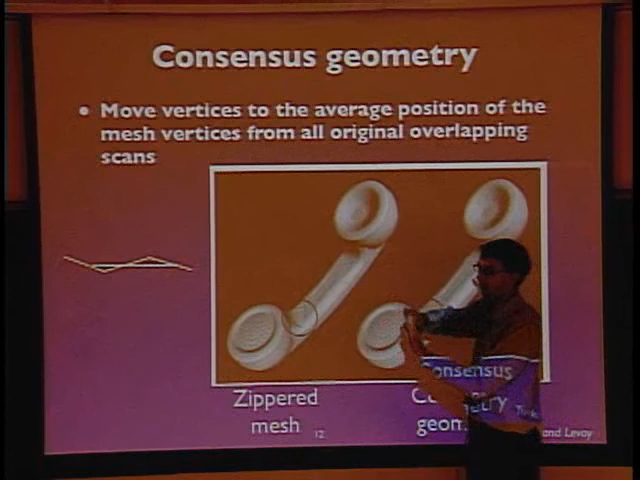 Consensus geometry
• Move vertices to the average position of the
mesh vertices from all original overlapping
scans
Zippered
mesh
12
Consensus
geom
and Levoy